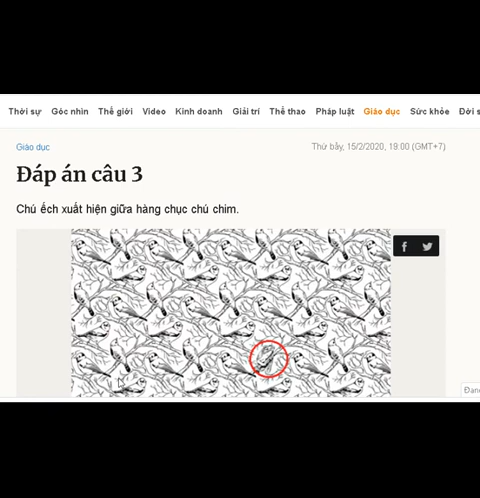 Thời sự Góc nhìn Thế giới Video Kinh doanh Giải trí Thể thao Pháp luật Giáo dục Sức khỏe Đời s
Giáo dục Thứ bảy, 15/2/2020, 19:00 (GMT+7)
Đáp án câu 3
Chú ếch xuất hiện giữa hàng chục chú chim.
f
Đan